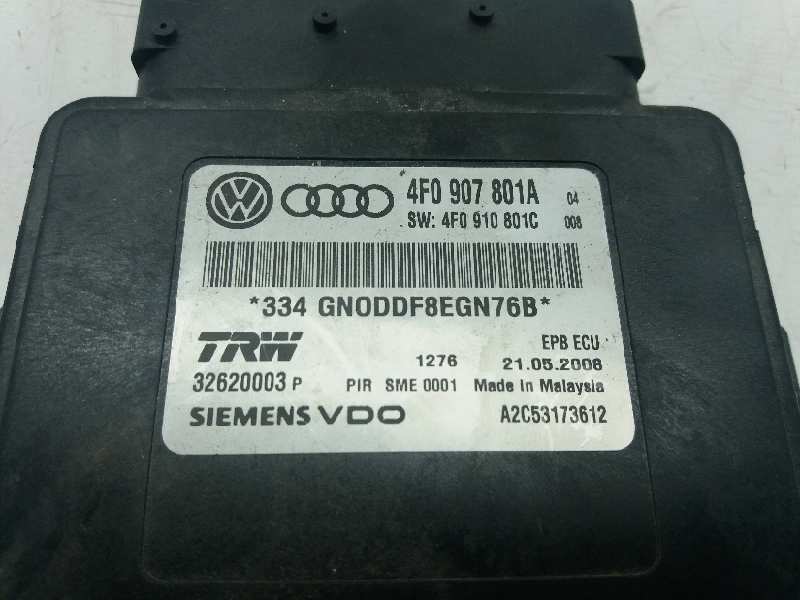 4F0 907 801A 04
SW: 4F0 910 801C 008
*334 GN0DDF8EGN76B*
TRW EPB ECU
1276 21.05.2008
32620003 P PIR SME 0001 Made In Malaysia
SIEMENS VDO A2C53173612